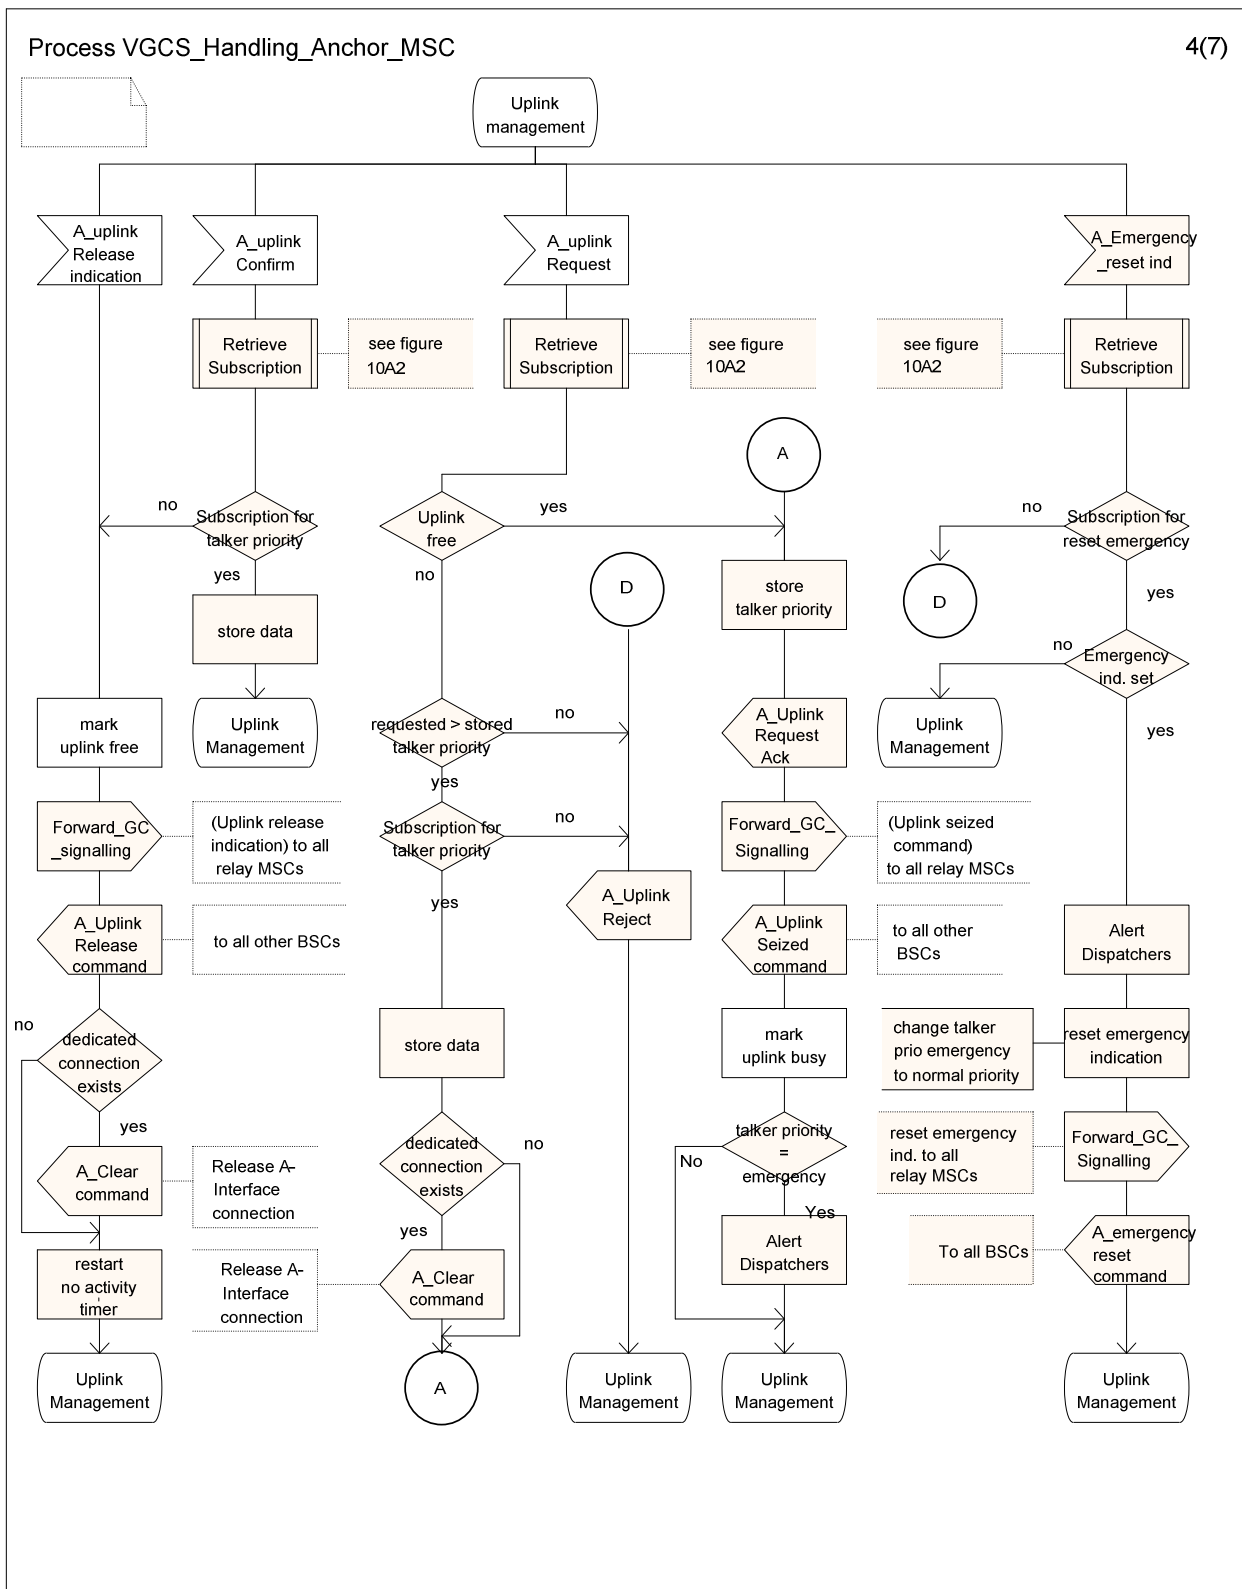 Process VGCS_Handling_Anchor_MSC
4(7)
Uplink
management
A_uplink
Release
indication
A_uplink
Confirm
A_uplink
Request
A_Emergency
_reset ind
Retrieve
Subscription
see figure
10A2
Retrieve
Subscription
see figure
10A2
see figure
10A2
Retrieve
Subscription
A
no
Subscription for
talker priority
yes
Uplink
free
yes
no
no
Subscription for
reset emergency
yes
D
store
talker priority
D
store data
no
Emergency
ind. set
yes
mark
uplink free
Uplink
Management
requested > stored
talker priority
no
yes
A_Uplink
Request
Ack
Uplink
Management
Forward_GC
_signalling
(Uplink release
indication) to all
relay MSCs
Subscription for
talker priority
no
yes
Forward_GC_
Signalling
(Uplink seized
command)
to all relay MSCs
A_Uplink
Reject
A_Uplink
Release
command
to all other BSCs
A_Uplink
Seized
command
to all other
BSCs
Alert
Dispatchers
no
dedicated
connection
exists
yes
store data
mark
uplink busy
change talker
prio emergency
to normal priority
reset emergency
indication
dedicated
connection
exists
no
yes
talker priority
=
emergency
No
Yes
reset emergency
ind. to all
relay MSCs
Forward_GC_
Signalling
A_Clear
command
Release A-
Interface
connection
restart
no activity
timer
Release A-
Interface
connection
A_Clear
command
Alert
Dispatchers
To all BSCs
A_emergency
reset
command
Uplink
Management
A
Uplink
Management
Uplink
Management
Uplink
Management